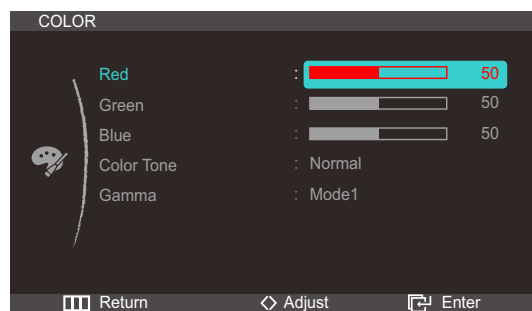 COLOR
Red : 50
Green : 50
Blue : 50
Color Tone : Normal
Gamma : Mode1
Return Adjust Enter